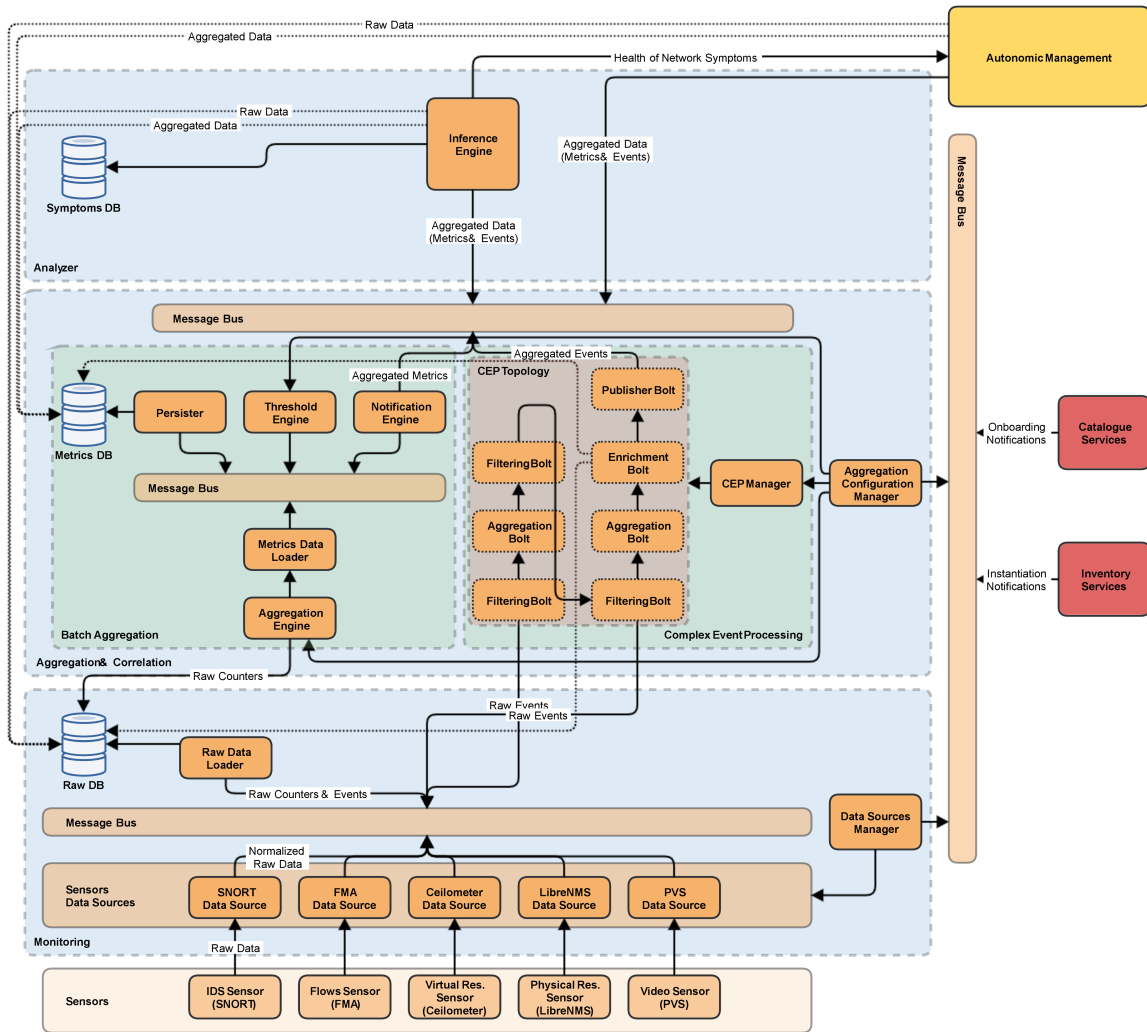 Raw Data
Aggregated Data
Health of Network Symptoms
Autonomic Management
Raw Data
Aggregated Data
Inference
Engine
Aggregated Data
(Metrics& Events)
Symptoms DB
Aggregated Data
(Metrics& Events)
Analyzer
Message Bus
Message Bus
Aggregated Events
CEP Topology
Aggregated Metrics
Publisher Bolt
Persister
Threshold
Engine
Notification
Engine
Metrics DB
Filtering Bolt
Enrichment
Bolt
CEP Manager
Aggregation
Configuration
Manager
Onboarding
Notifications
Catalogue
Services
Message Bus
Aggregation
Bolt
Aggregation
Bolt
Metrics Data
Loader
Filtering Bolt
Filtering Bolt
Instantiation
Notifications
Inventory
Services
Aggregation
Engine
Batch Aggregation
Complex Event Processing
Aggregation& Correlation
Raw Counters
Raw Events
Raw Events
Raw DB
Raw Data
Loader
Raw Counters & Events
Message Bus
Data Sources
Manager
Normalized
Raw Data
Sensors
Data Sources
SNORT
Data Source
FMA
Data Source
Ceilometer
Data Source
LibreNMS
Data Source
PVS
Data Source
Monitoring
Raw Data
Sensors
IDS Sensor
(SNORT)
Flows Sensor
(FMA)
Virtual Res.
Sensor
(Ceilometer)
Physical Res.
Sensor
(LibreNMS)
Video Sensor
(PVS)